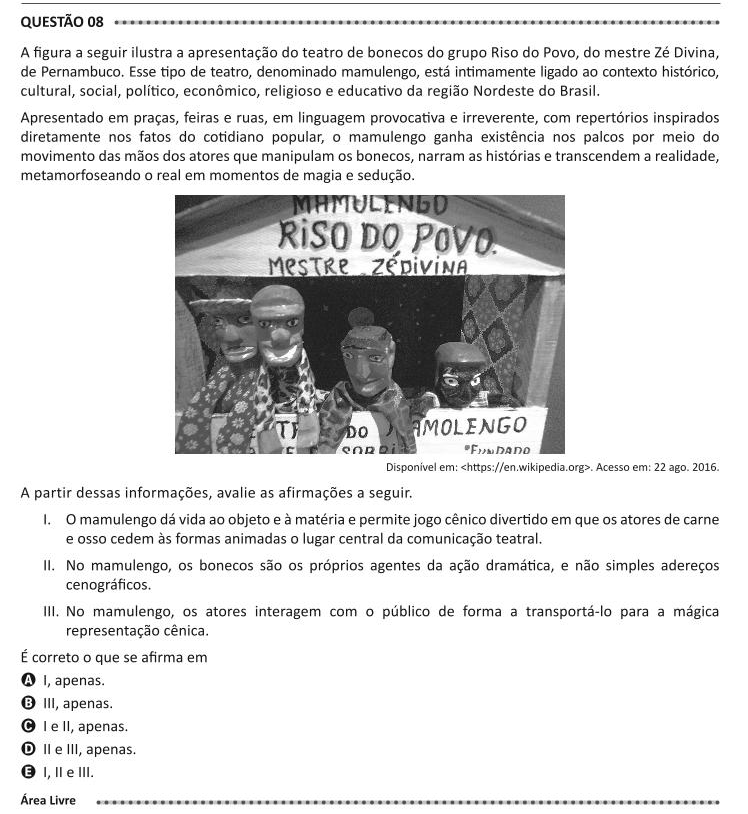 QUESTÃO 08
A figura a seguir ilustra a apresentação do teatro de bonecos do grupo Riso do Povo, do mestre Zé Divina,
de Pernambuco. Esse tipo de teatro, denominado mamulengo, está intimamente ligado ao contexto histórico,
cultural, social, político, econômico, religioso e educativo da região Nordeste do Brasil.
Apresentado em praças, feiras e ruas, em linguagem provocativa e irreverente, com repertórios inspirados
diretamente nos fatos do cotidiano popular, o mamulengo ganha existência nos palcos por meio do
movimento das mãos dos atores que manipulam os bonecos, narram as histórias e transcendem a realidade,
metamorfoseando o real em momentos de magia e sedução.
MAMULENGO
RISO DO POVO.
MESTRE ZÉDIVINA
DO
AMOLENGO
FUNDADO
Disponível em: <https://en.wikipedia.org>. Acesso em: 22 ago. 2016.
A partir dessas informações, avalie as afirmações a seguir.
I. O mamulengo dá vida ao objeto e à matéria e permite jogo cênico divertido em que os atores de carne
e osso cedem às formas animadas o lugar central da comunicação teatral.
II. No mamulengo, os bonecos são os próprios agentes da ação dramática, e não simples adereços
cenográficos.
III. No mamulengo, os atores interagem com o público de forma a transportá-lo para a mágica
representação cênica.
É correto o que se afirma em
A I, apenas.
B III, apenas.
C I e II, apenas.
D II e III, apenas.
E I, II e III.
Área Livre